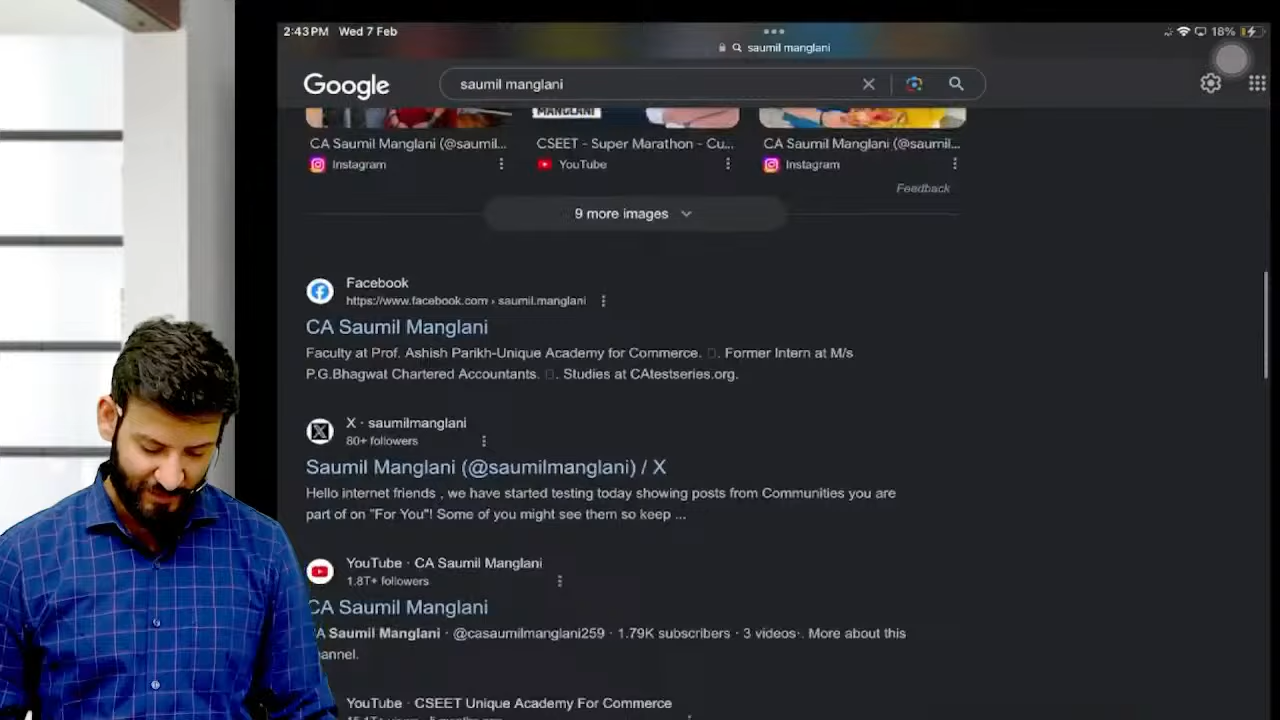 2:43 PM Wed 7 Feb
saumil manglani
18%
Google
saumil manglani
MANGLANI
CA Saumil Manglani (@saumil...
Instagram
CSEET - Super Marathon - Cu...
YouTube
CA Saumil Manglani (@saumil...
Instagram
Feedback
9 more images
Facebook
https://www.facebook.com › saumil.manglani
CA Saumil Manglani
Faculty at Prof. Ashish Parikh-Unique Academy for Commerce. . Former Intern at M/s
P.G.Bhagwat Chartered Accountants. . Studies at CAtestseries.org.
X · saumilmanglani
80+ followers
Saumil Manglani (@saumilmanglani) / X
Hello internet friends , we have started testing today showing posts from Communities you are
part of on "For You"! Some of you might see them so keep ...
YouTube · CA Saumil Manglani
1.8T+ followers
CA Saumil Manglani
Saumil Manglani · @casaumilmanglani259 · 1.79K subscribers · 3 videos·. More about this
YouTube · CSEET Unique Academy For Commerce